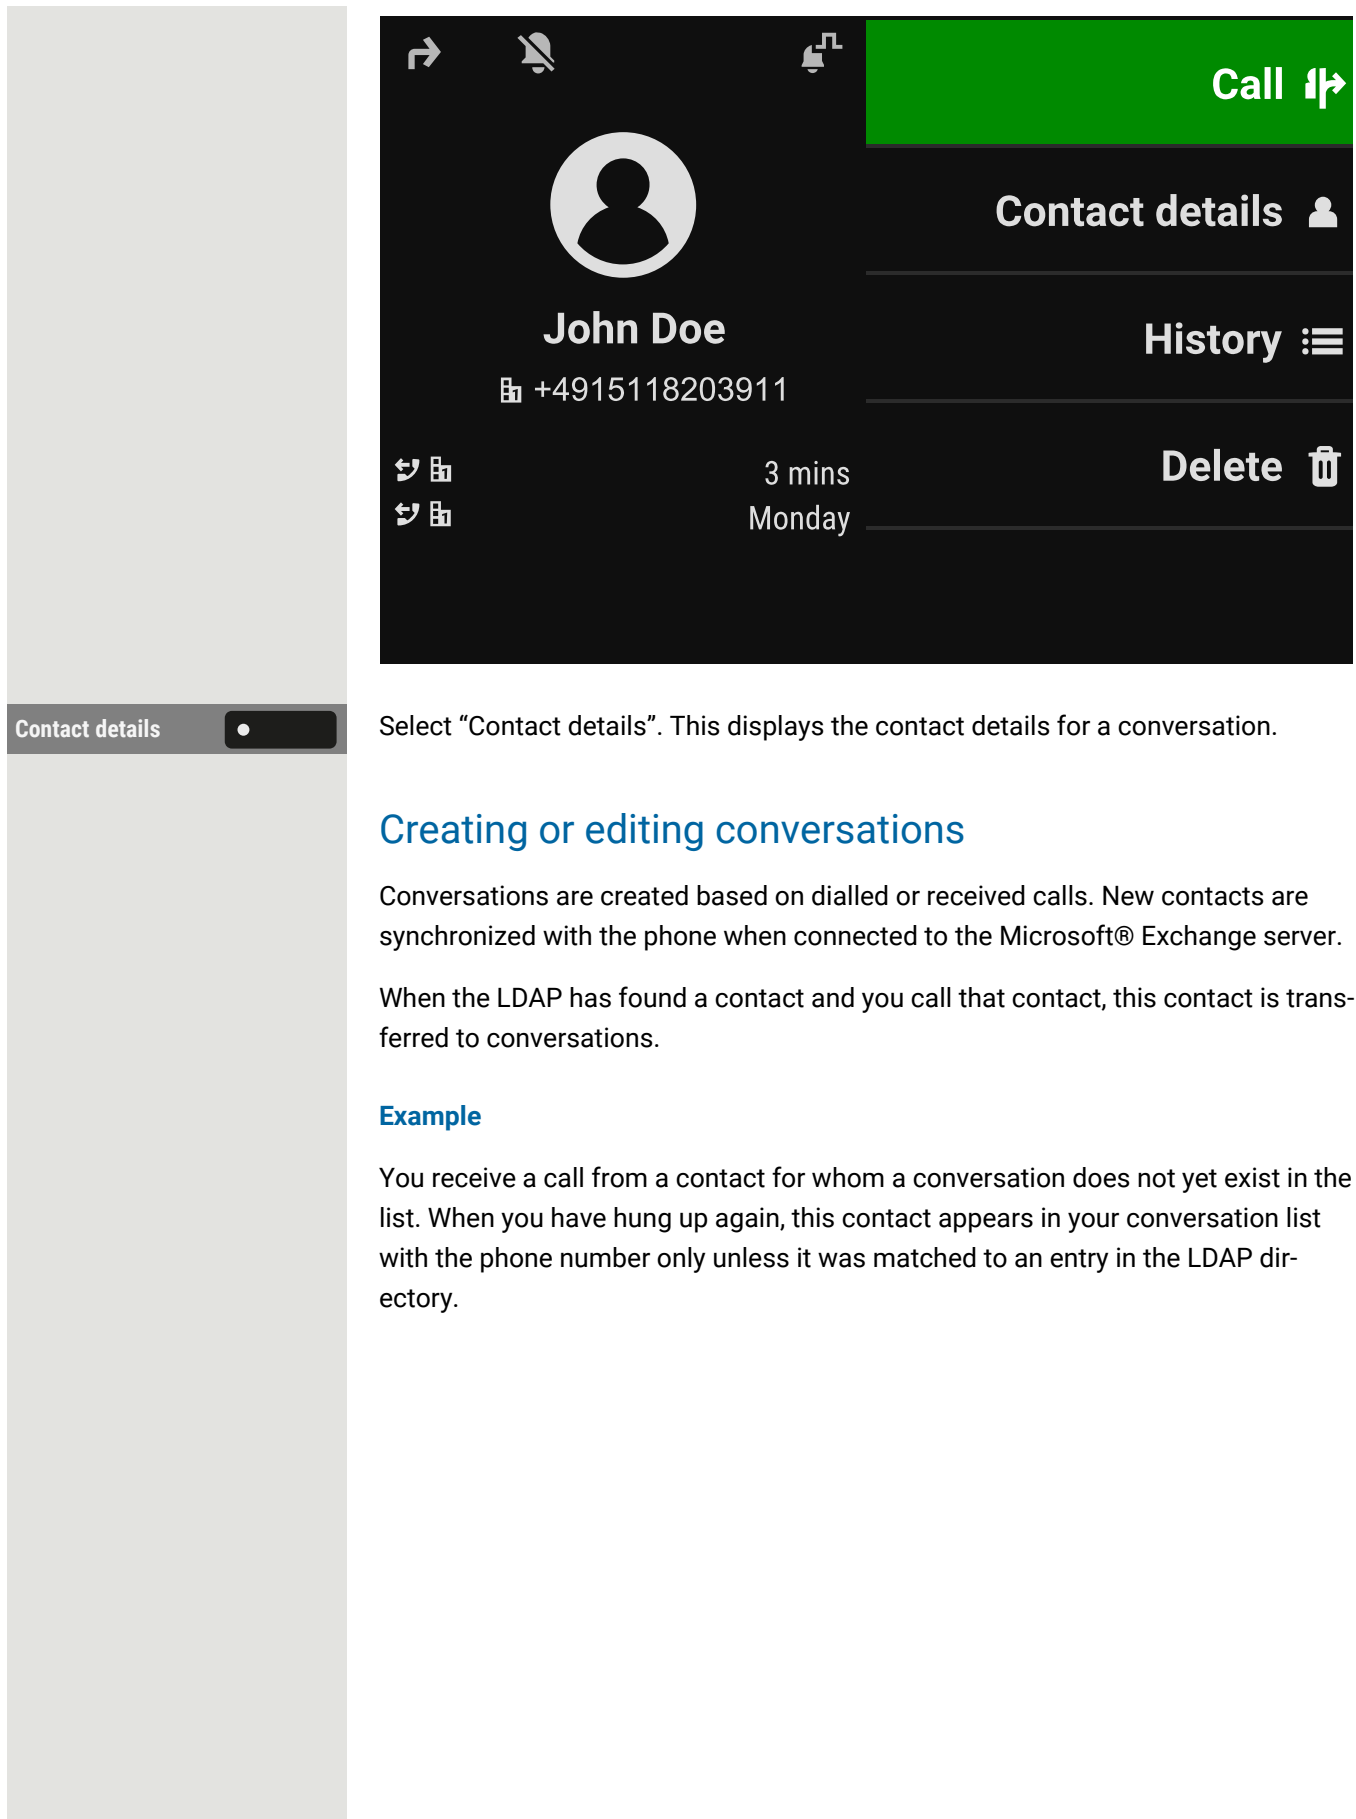 Call
Contact details
John Doe
History
+4915118203911
3 mins
Delete
Monday
Contact details
Select “Contact details”. This displays the contact details for a conversation.
Creating or editing conversations
Conversations are created based on dialled or received calls. New contacts are
synchronized with the phone when connected to the Microsoft® Exchange server.
When the LDAP has found a contact and you call that contact, this contact is trans-
ferred to conversations.
Example
You receive a call from a contact for whom a conversation does not yet exist in the
list. When you have hung up again, this contact appears in your conversation list
with the phone number only unless it was matched to an entry in the LDAP dir-
ectory.